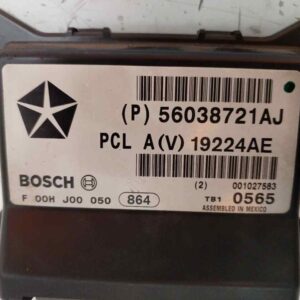 (P) 56038721AJ
PCL A(V) 19224AE
BOSCH (2) 001027583
F 00H J00 050 864 TB1 0565
ASSEMBLED IN MEXICO